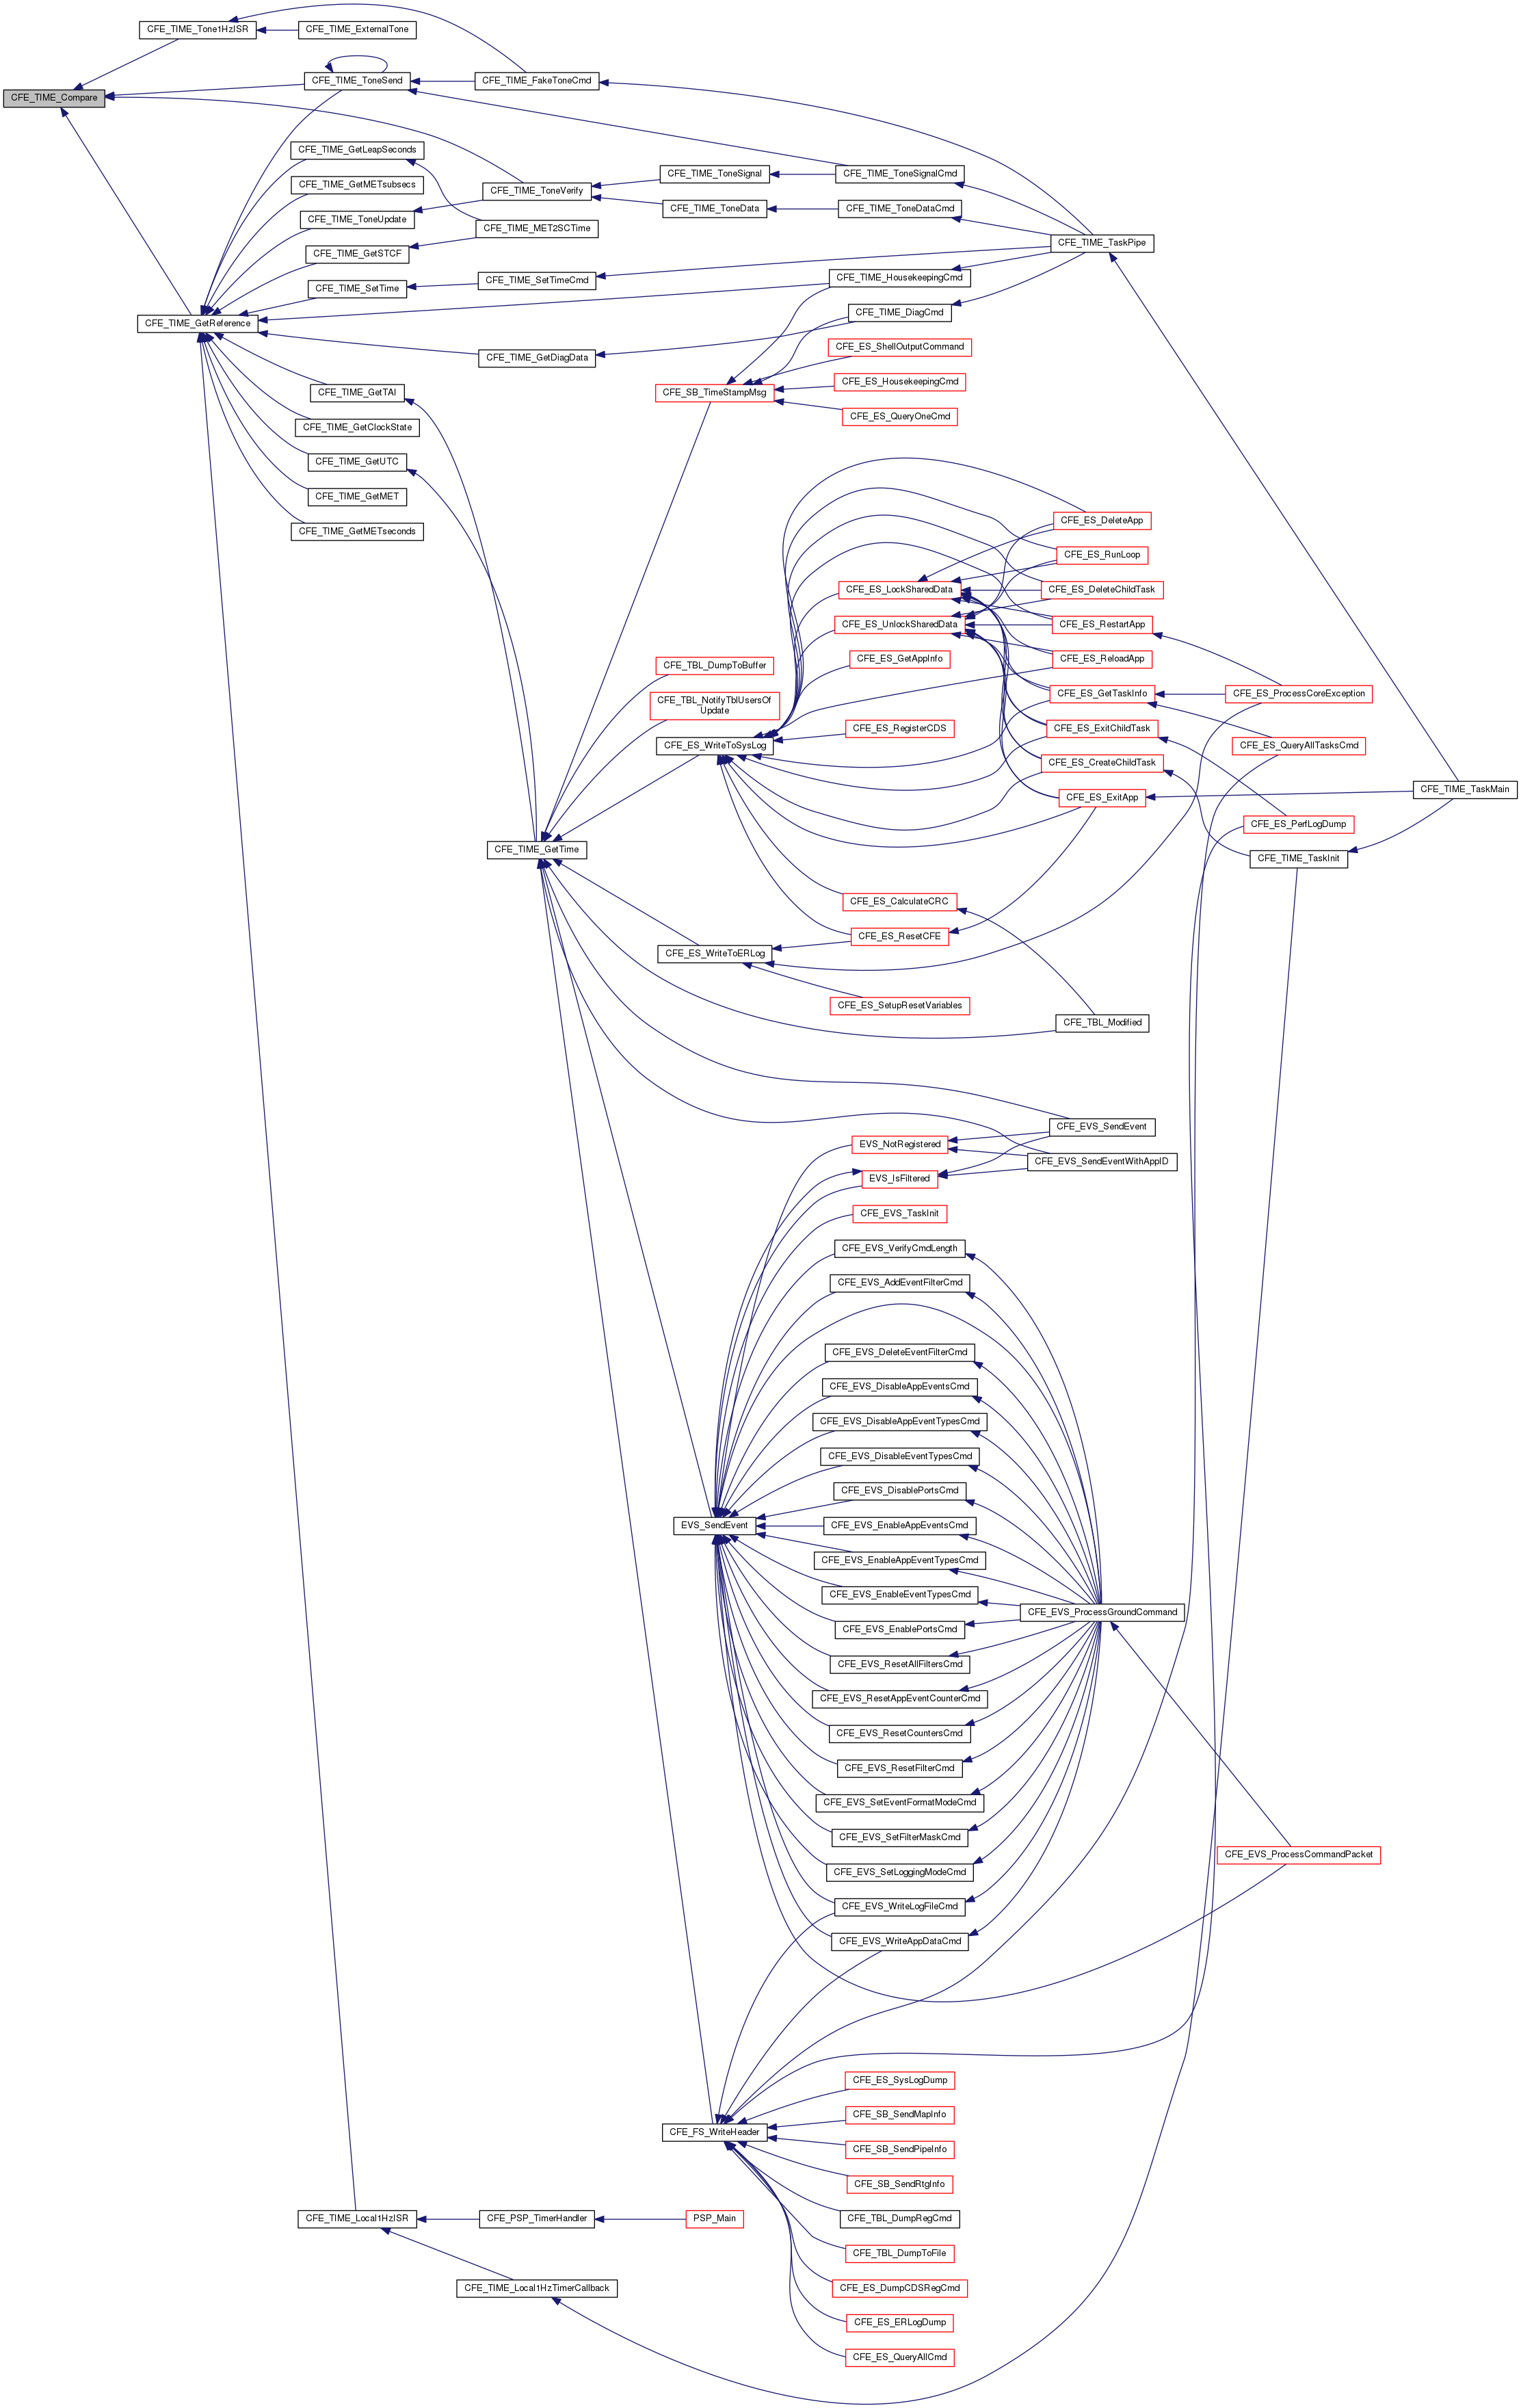 CFE_TIME_Tone1HzISR
CFE_TIME_ExternalTone
CFE_TIME_ToneSend
CFE_TIME_FakeToneCmd
CFE_TIME_Compare
CFE_TIME_GetLeapSeconds
CFE_TIME_GetMETsubsecs
CFE_TIME_ToneVerify
CFE_TIME_ToneSignal
CFE_TIME_ToneSignalCmd
CFE_TIME_ToneData
CFE_TIME_ToneDataCmd
CFE_TIME_ToneUpdate
CFE_TIME_MET2SCTime
CFE_TIME_TaskPipe
CFE_TIME_GetSTCF
CFE_TIME_SetTime
CFE_TIME_SetTimeCmd
CFE_TIME_HousekeepingCmd
CFE_TIME_DiagCmd
CFE_TIME_GetReference
CFE_TIME_GetDiagData
CFE_ES_ShellOutputCommand
CFE_TIME_GetTAI
CFE_SB_TimeStampMsg
CFE_ES_HousekeepingCmd
CFE_ES_QueryOneCmd
CFE_TIME_GetClockState
CFE_TIME_GetUTC
CFE_TIME_GetMET
CFE_TIME_GetMETseconds
CFE_ES_DeleteApp
CFE_ES_RunLoop
CFE_ES_LockSharedData
CFE_ES_DeleteChildTask
CFE_ES_UnlockSharedData
CFE_ES_RestartApp
CFE_ES_GetAppInfo
CFE_ES_ReloadApp
CFE_TBL_DumpToBuffer
CFE_ES_GetTaskInfo
CFE_ES_ProcessCoreException
CFE_TBL_NotifyTblUsersOf
Update
CFE_ES_RegisterCDS
CFE_ES_ExitChildTask
CFE_ES_WriteToSysLog
CFE_ES_QueryAllTasksCmd
CFE_ES_CreateChildTask
CFE_ES_ExitApp
CFE_TIME_TaskMain
CFE_ES_PerfLogDump
CFE_TIME_GetTime
CFE_TIME_TaskInit
CFE_ES_CalculateCRC
CFE_ES_ResetCFE
CFE_ES_WriteToERLog
CFE_ES_SetupResetVariables
CFE_TBL_Modified
CFE_EVS_SendEvent
EVS_NotRegistered
CFE_EVS_SendEventWithAppID
EVS_IsFiltered
CFE_EVS_TaskInit
CFE_EVS_VerifyCmdLength
CFE_EVS_AddEventFilterCmd
CFE_EVS_DeleteEventFilterCmd
CFE_EVS_DisableAppEventsCmd
CFE_EVS_DisableAppEventTypesCmd
CFE_EVS_DisableEventTypesCmd
CFE_EVS_DisablePortsCmd
EVS_SendEvent
CFE_EVS_EnableAppEventsCmd
CFE_EVS_EnableAppEventTypesCmd
CFE_EVS_EnableEventTypesCmd
CFE_EVS_ProcessGroundCommand
CFE_EVS_EnablePortsCmd
CFE_EVS_ResetAllFiltersCmd
CFE_EVS_ResetAppEventCounterCmd
CFE_EVS_ResetCountersCmd
CFE_EVS_ResetFilterCmd
CFE_EVS_SetEventFormatModeCmd
CFE_EVS_SetFilterMaskCmd
CFE_EVS_ProcessCommandPacket
CFE_EVS_SetLoggingModeCmd
CFE_EVS_WriteLogFileCmd
CFE_EVS_WriteAppDataCmd
CFE_ES_SysLogDump
CFE_SB_SendMapInfo
CFE_FS_WriteHeader
CFE_SB_SendPipeInfo
CFE_SB_SendRtgInfo
CFE_TIME_Local1HzISR
CFE_PSP_TimerHandler
PSP_Main
CFE_TBL_DumpRegCmd
CFE_TBL_DumpToFile
CFE_TIME_Local1HzTimerCallback
CFE_ES_DumpCDSRegCmd
CFE_ES_ERLogDump
CFE_ES_QueryAllCmd